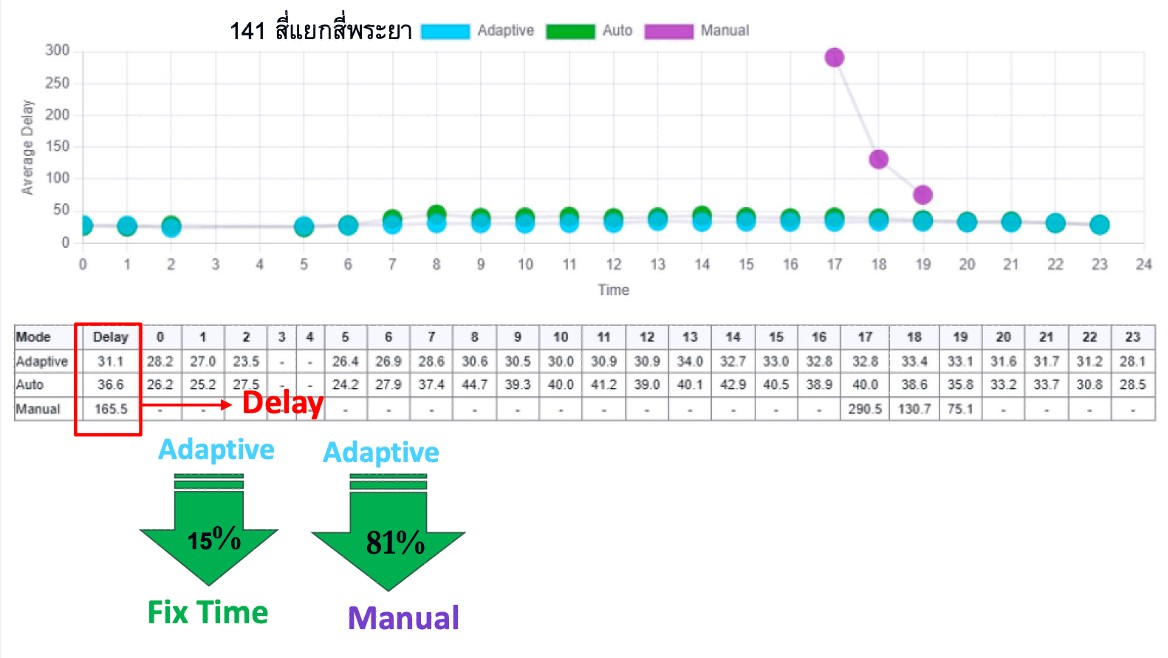 141 สี่แยกสี่พระยา Adaptive Auto Manual
300
250
200
150
100
50
0
Average Delay
0 1 2 3 4 5 6 7 8 9 10 11 12 13 14 15 16 17 18 19 20 21 22 23 24
Time
Mode Delay 0 1 2 3 4 5 6 7 8 9 10 11 12 13 14 15 16 17 18 19 20 21 22 23
Adaptive 31.1 28.2 27.0 23.5 - - 26.4 26.9 28.6 30.6 30.5 30.0 30.9 30.9 34.0 32.7 33.0 32.8 32.8 33.4 33.1 31.6 31.7 31.2 28.1
Auto 36.6 26.2 25.2 27.5 - - 24.2 27.9 37.4 44.7 39.3 40.0 41.2 39.0 40.1 42.9 40.5 38.9 40.0 38.6 35.8 33.2 33.7 30.8 28.5
Manual 165.5 - - - - - - - - - - - - - - - - - 290.5 130.7 75.1 - - - -
Delay
Adaptive Adaptive
15% 81%
Fix Time Manual